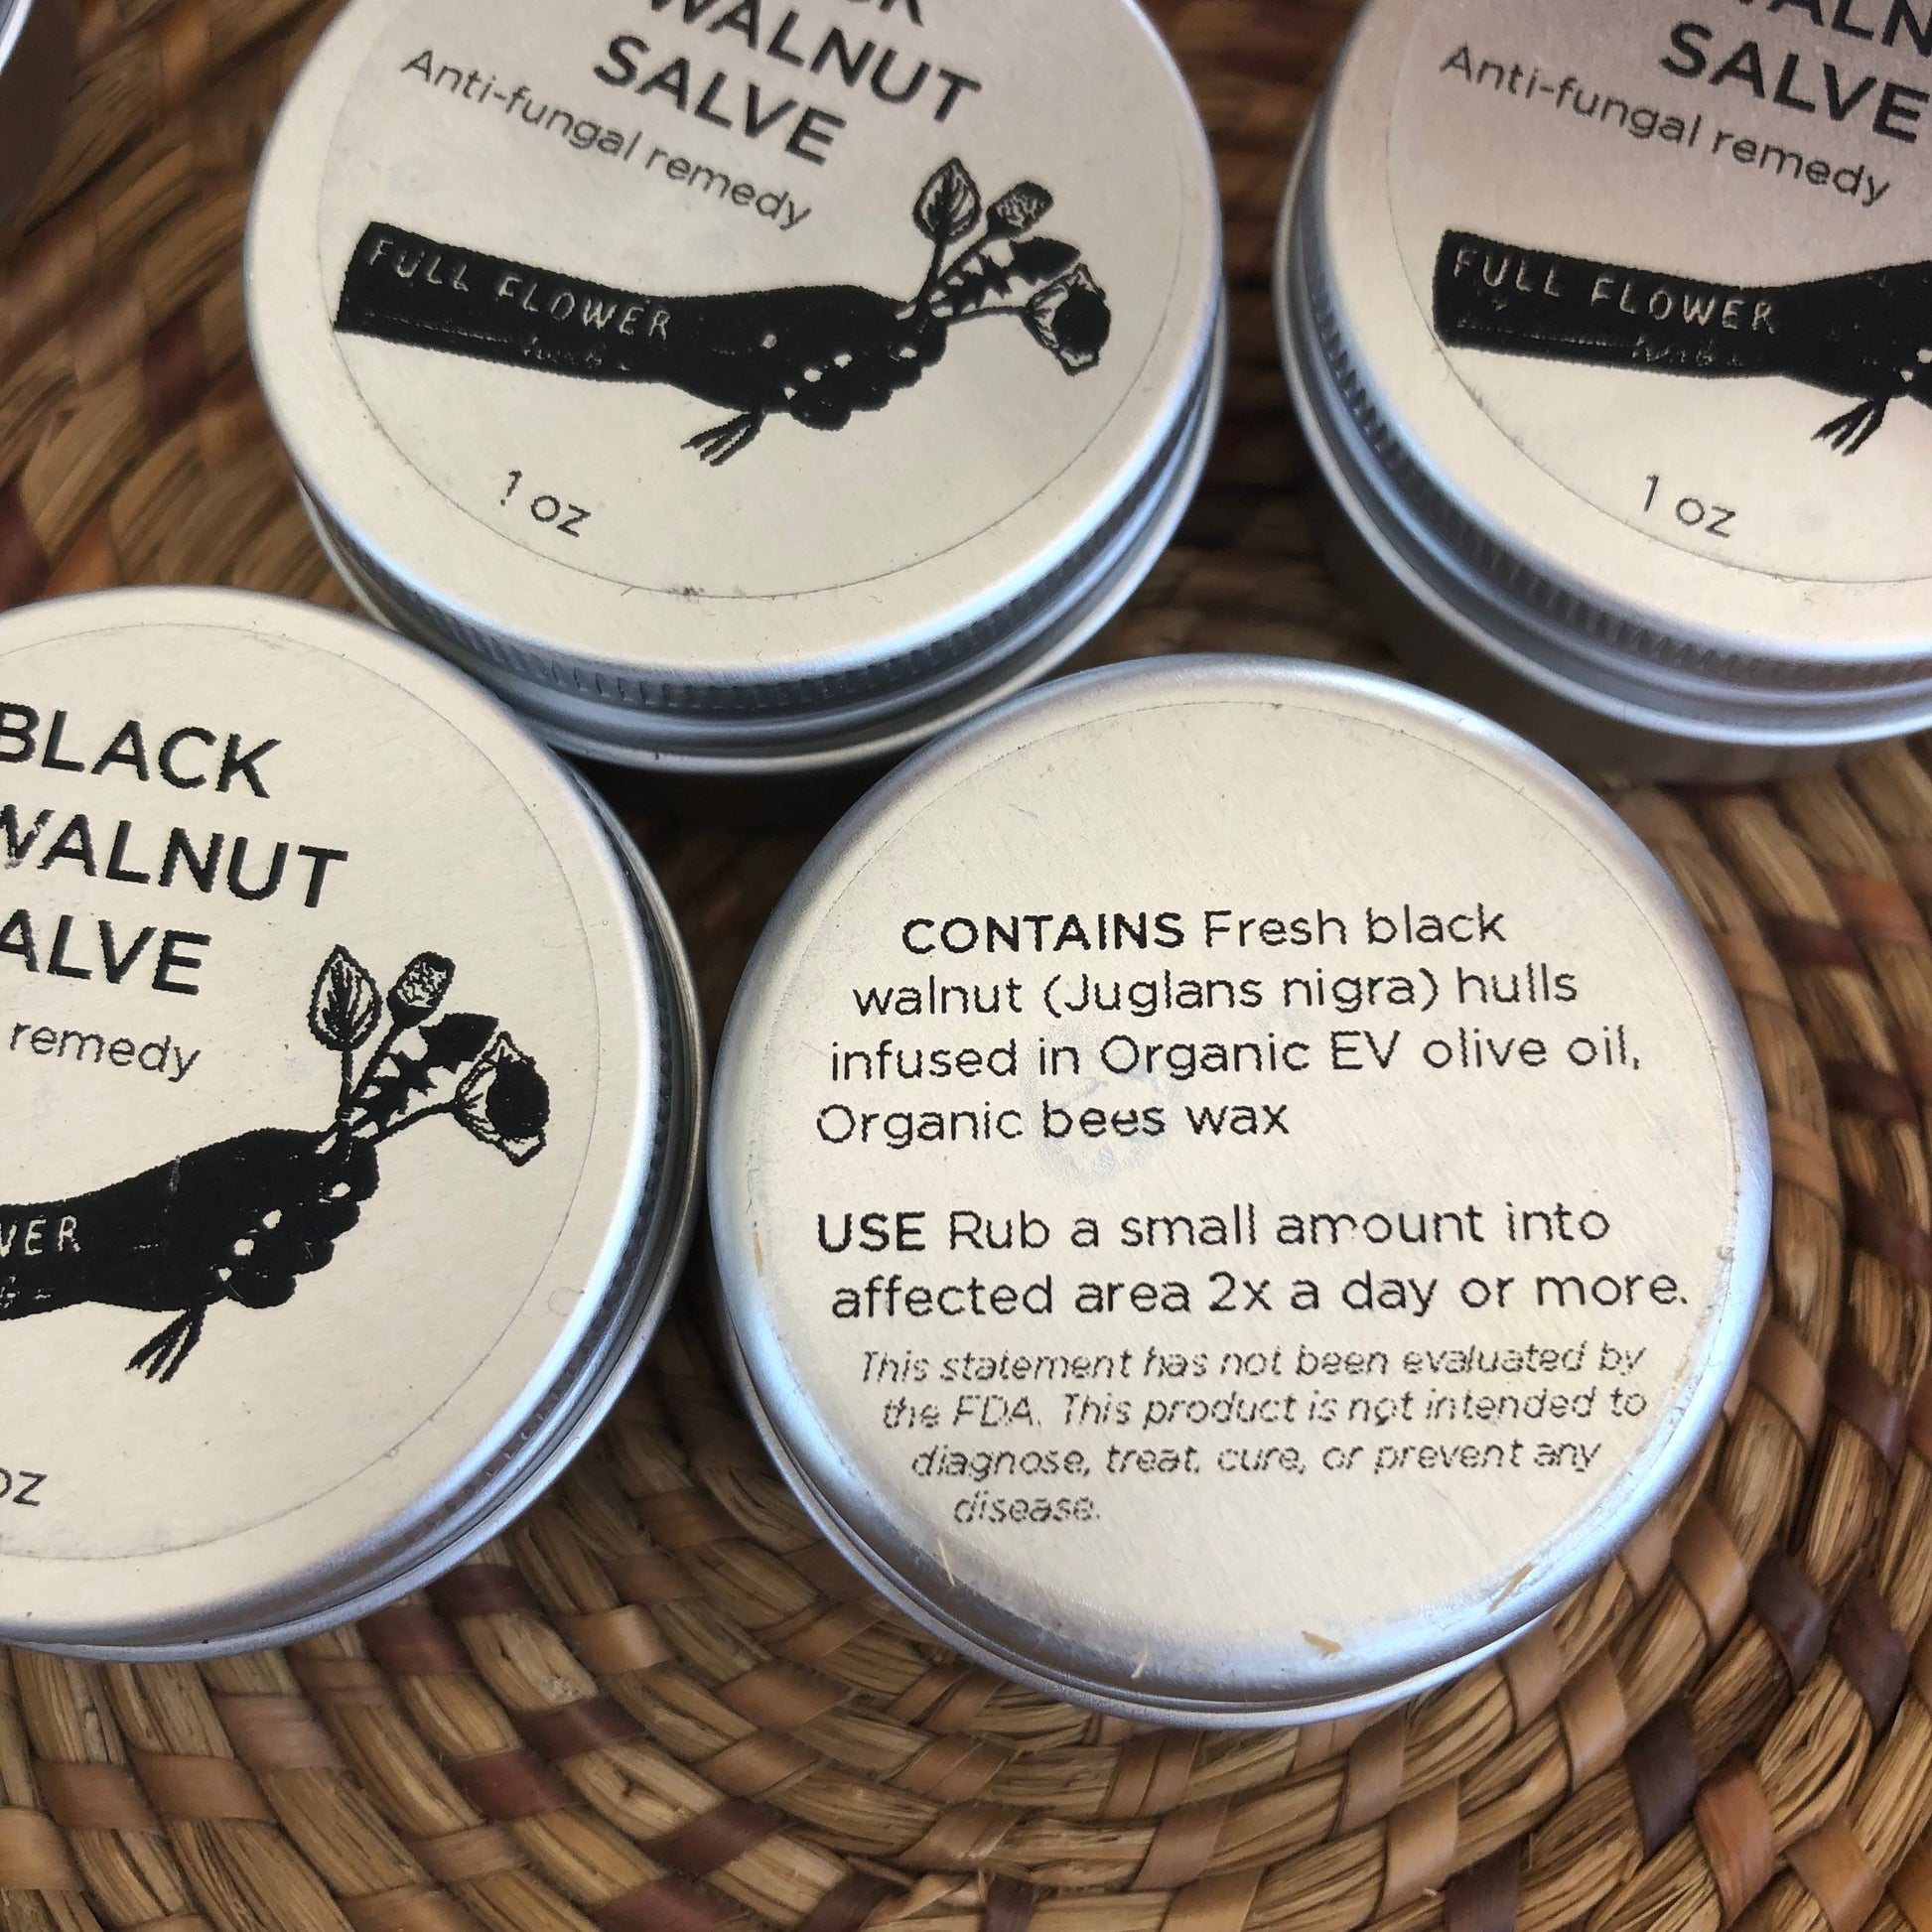 WALNUT
SALVE
Anti-fungal remedy
FULL FLOWER
1 oz
SALVE
Anti-fungal remedy
FULL FLOWER
1 oz
BLACK
WALNUT
ALVE
remedy
VER
oz
CONTAINS Fresh black
walnut (Juglans nigra) hulls
infused in Organic EV olive oil,
Organic bees wax
USE Rub a small amount into
affected area 2x a day or more.
This statement has not been evaluated by
the FDA. This product is not intended to
diagnose, treat, cure, or prevent any
disease.